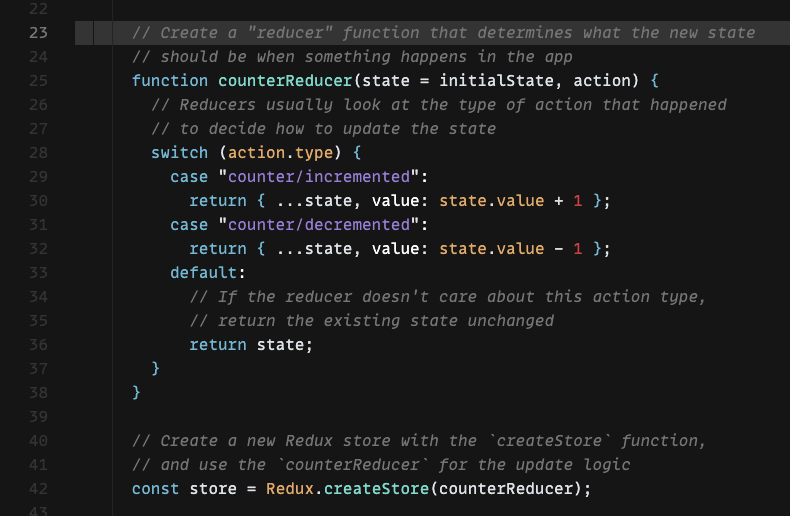 22
23 // Create a "reducer" function that determines what the new state
24 // should be when something happens in the app
25 function counterReducer(state = initialState, action) {
26 // Reducers usually look at the type of action that happened
27 // to decide how to update the state
28 switch (action.type) {
29 case "counter/incremented":
30 return { ...state, value: state.value + 1 };
31 case "counter/decremented":
32 return { ...state, value: state.value - 1 };
33 default:
34 // If the reducer doesn't care about this action type,
35 // return the existing state unchanged
36 return state;
37 }
38 }
39
40 // Create a new Redux store with the `createStore` function,
41 // and use the `counterReducer` for the update logic
42 const store = Redux.createStore(counterReducer);
43